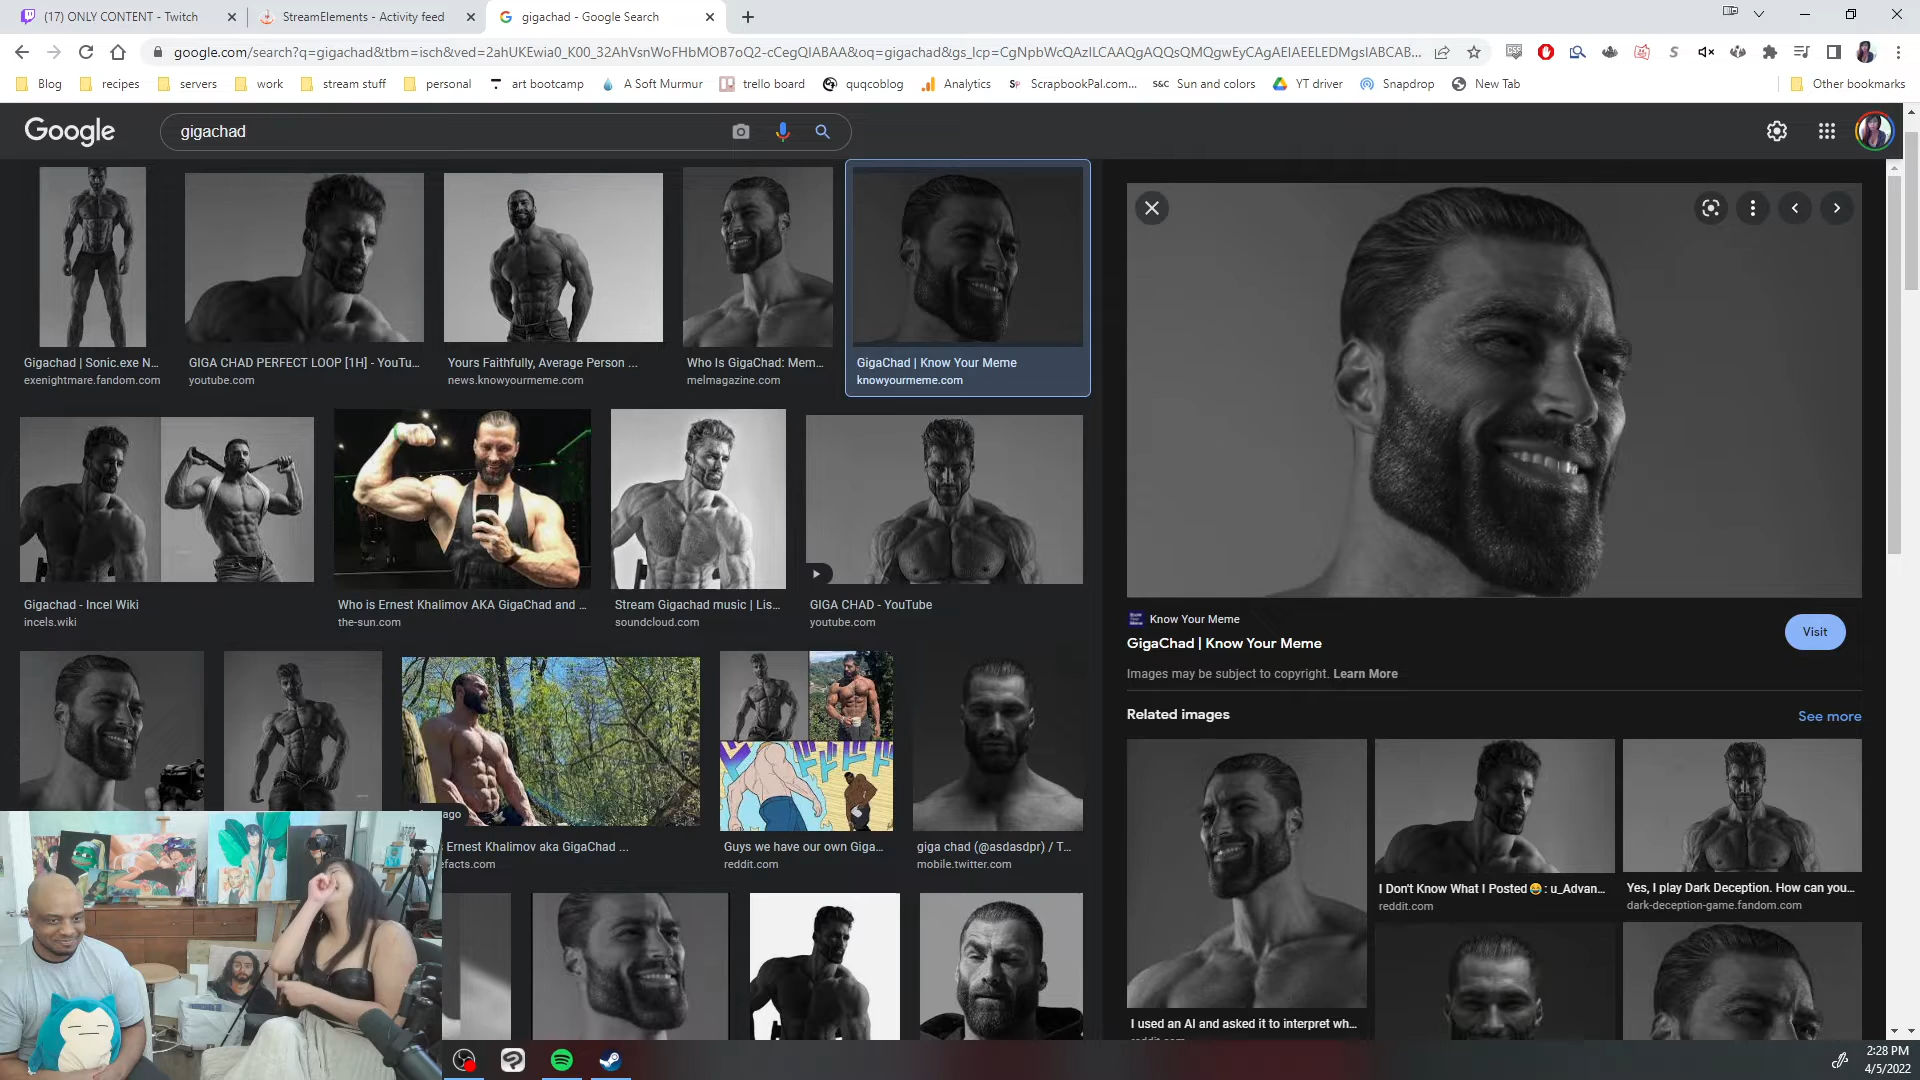 (17) ONLY CONTENT - Twitch
StreamElements - Activity feed
gigachad - Google Search
google.com/search?q=gigachad&tbm=isch&ved=2ahUKEwia0_K00_32AhVsnWoFHbMOB7oQ2-cCegQIABAA&oq=gigachad&gs_lcp=CgNpbWcQAzILCAAQgAQQsQMQgwEyCAgAEIAEELEDMgsIABCAB...
Blog
recipes
servers
work
stream stuff
personal
art bootcamp
A Soft Murmur
trello board
quqcoblog
Analytics
ScrapbookPal.com...
S&C Sun and colors
YT driver
Snapdrop
New Tab
Other bookmarks
Google
gigachad
Gigachad | Sonic.exe N...
exenightmare.fandom.com
GIGA CHAD PERFECT LOOP [1H] - YouTu...
youtube.com
Yours Faithfully, Average Person ...
news.knowyourmeme.com
Who Is GigaChad: Mem...
melmagazine.com
GigaChad | Know Your Meme
knowyourmeme.com
Gigachad - Incel Wiki
incels.wiki
Who is Ernest Khalimov AKA GigaChad and ...
the-sun.com
Stream Gigachad music | Lis...
soundcloud.com
GIGA CHAD - YouTube
youtube.com
ago
Ernest Khalimov aka GigaChad ...
efacts.com
Guys we have our own Giga...
reddit.com
giga chad (@asdasdpr) / T...
mobile.twitter.com
Know Your Meme
GigaChad | Know Your Meme
Visit
Images may be subject to copyright. Learn More
Related images
See more
I Don't Know What I Posted😂: u_Advan...
reddit.com
Yes, I play Dark Deception. How can you...
dark-deception-game.fandom.com
I used an AI and asked it to interpret wh...
reddit.com
2:28 PM
4/5/2022